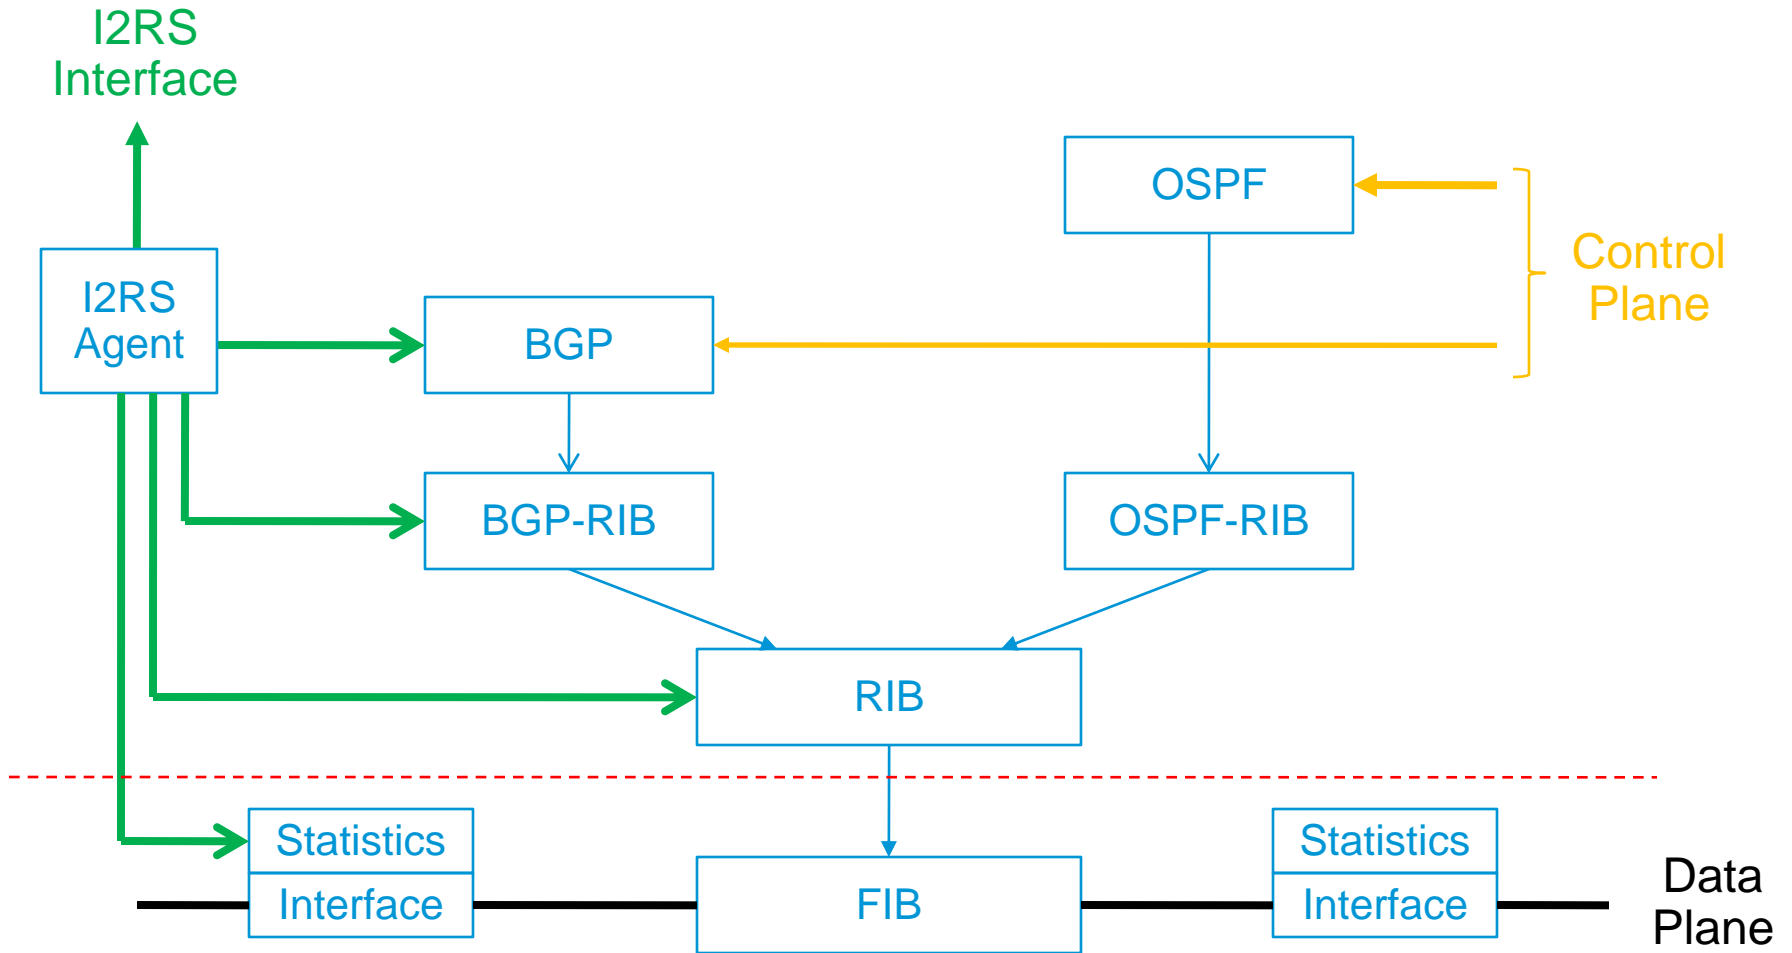 I2RS
Interface
OSPF
Control
Plane
I2RS
Agent
BGP
BGP-RIB
OSPF-RIB
RIB
Statistics
Interface
FIB
Statistics
Interface
Data
Plane